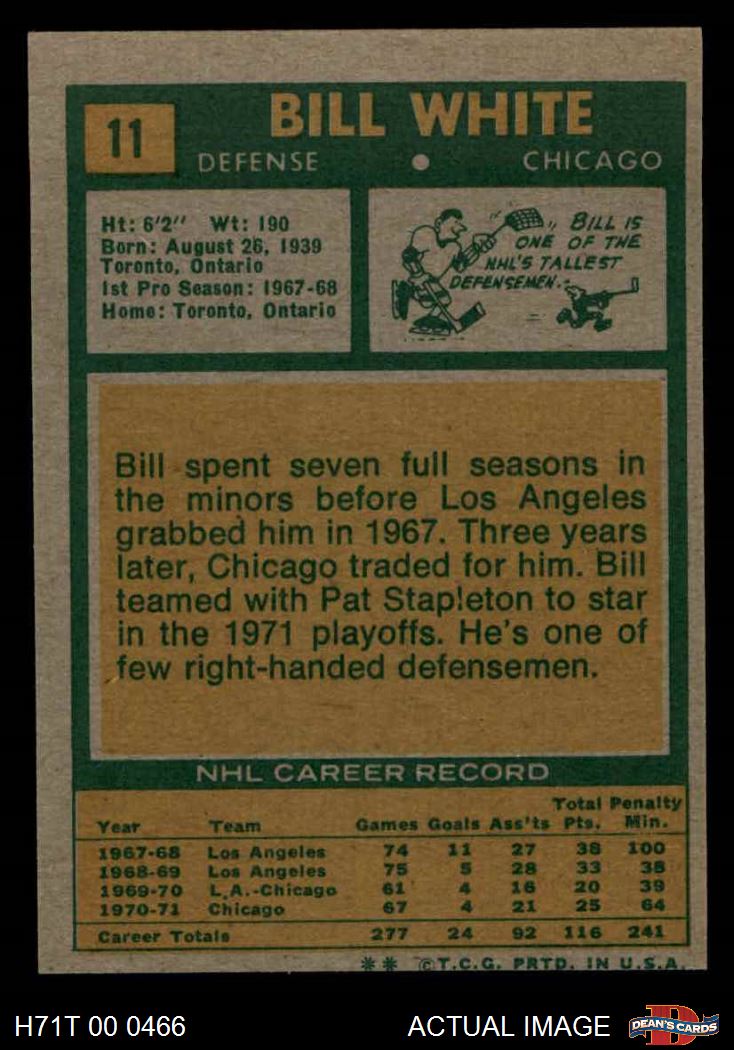 11
BILL WHITE
DEFENSE • CHICAGO
Ht: 6'2" Wt: 190
Born: August 26, 1939
Toronto, Ontario
1st Pro Season: 1967-68
Home: Toronto, Ontario
BILL IS
ONE OF THE
NHL'S TALLEST
DEFENSEMEN.
Bill spent seven full seasons in
the minors before Los Angeles
grabbed him in 1967. Three years
later, Chicago traded for him. Bill
teamed with Pat Stapleton to star
in the 1971 playoffs. He's one of
few right-handed defensemen.
NHL CAREER RECORD
Year Team Games Goals Ass'ts Total Pts. Penalty Min.
1967-68 Los Angeles 74 11 27 38 100
1968-69 Los Angeles 75 5 28 33 38
1969-70 L.A.-Chicago 61 4 16 20 39
1970-71 Chicago 67 4 21 25 64
Career Totals 277 24 92 116 241
** ©T.C.G. PRTD. IN U.S.A.
H71T 00 0466 ACTUAL IMAGE
D
DEAN'S CARDS